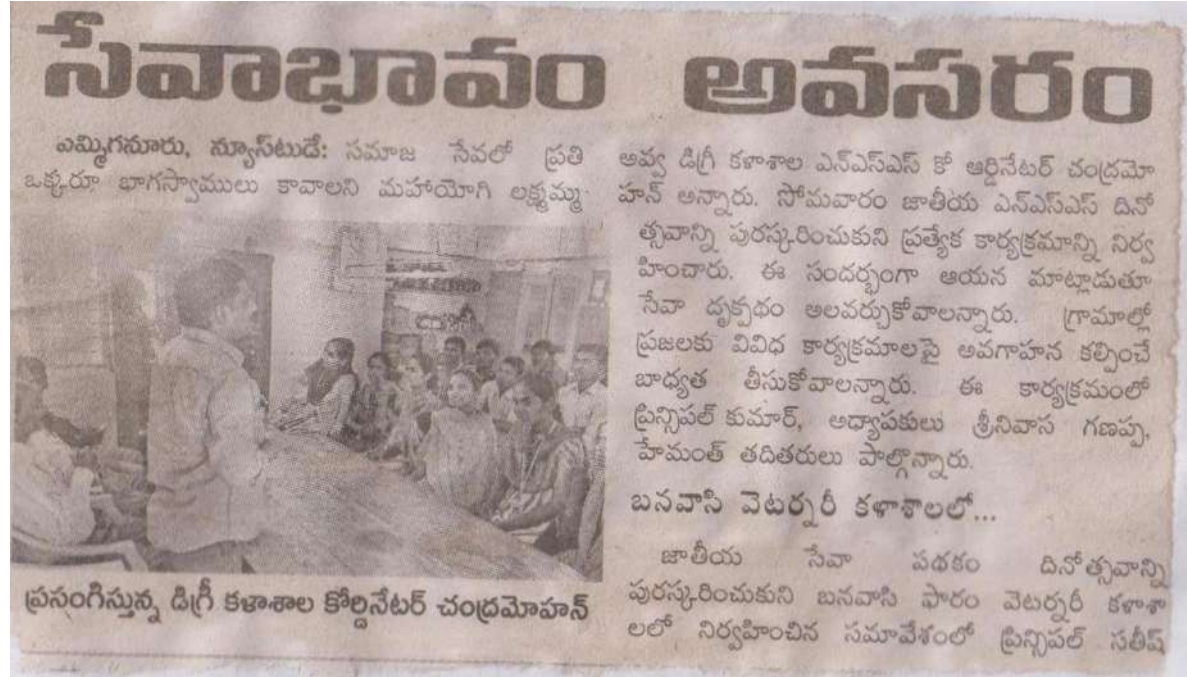 సేవాభావం అవసరం
ఎమ్మిగనూరు, న్యూస్‌టుడే: సమాజ సేవలో ప్రతి
ఒక్కరూ భాగస్వాములు కావాలని మహాయోగి లక్ష్మమ్మ
అవ్వ డిగ్రీ కళాశాల ఎన్ఎస్ఎస్ కో ఆర్డినేటర్ చంద్రమో
హన్ అన్నారు. సోమవారం జాతీయ ఎన్ఎస్ఎస్ దినో
త్సవాన్ని పురస్కరించుకుని ప్రత్యేక కార్యక్రమాన్ని నిర్వ
హించారు. ఈ సందర్భంగా ఆయన మాట్లాడుతూ
సేవా దృక్పథం అలవర్చుకోవాలన్నారు. గ్రామాల్లో
ప్రజలకు వివిధ కార్యక్రమాలపై అవగాహన కల్పించే
బాధ్యత తీసుకోవాలన్నారు. ఈ కార్యక్రమంలో
ప్రిన్సిపల్ కుమార్, అధ్యాపకులు శ్రీనివాస గణప్ప,
హేమంత్ తదితరులు పాల్గొన్నారు.
బనవాసి వెటర్నరీ కళాశాలలో...
జాతీయ సేవా పథకం దినోత్సవాన్ని
పురస్కరించుకుని బనవాసి ఫారం వెటర్నరీ కళాశా
లలో నిర్వహించిన సమావేశంలో ప్రిన్సిపల్ సతీష్
ప్రసంగిస్తున్న డిగ్రీ కళాశాల కోర్డినేటర్ చంద్రమోహన్